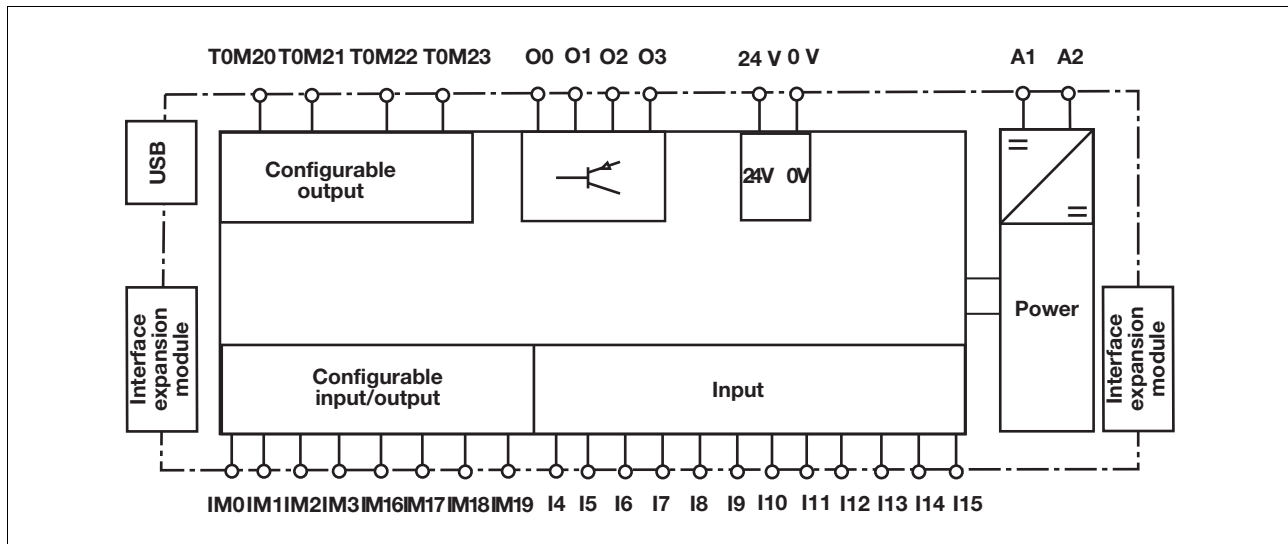 T0M20 T0M21 T0M22 T0M23 O0 O1 O2 O3 24 V 0 V A1 A2
USB
Configurable
output
24V 0V
Interface
expansion
module
Power
Interface
expansion
module
Configurable
input/output
Input
IM0 IM1 IM2 IM3 IM16 IM17 IM18 IM19 I4 I5 I6 I7 I8 I9 I10 I11 I12 I13 I14 I15